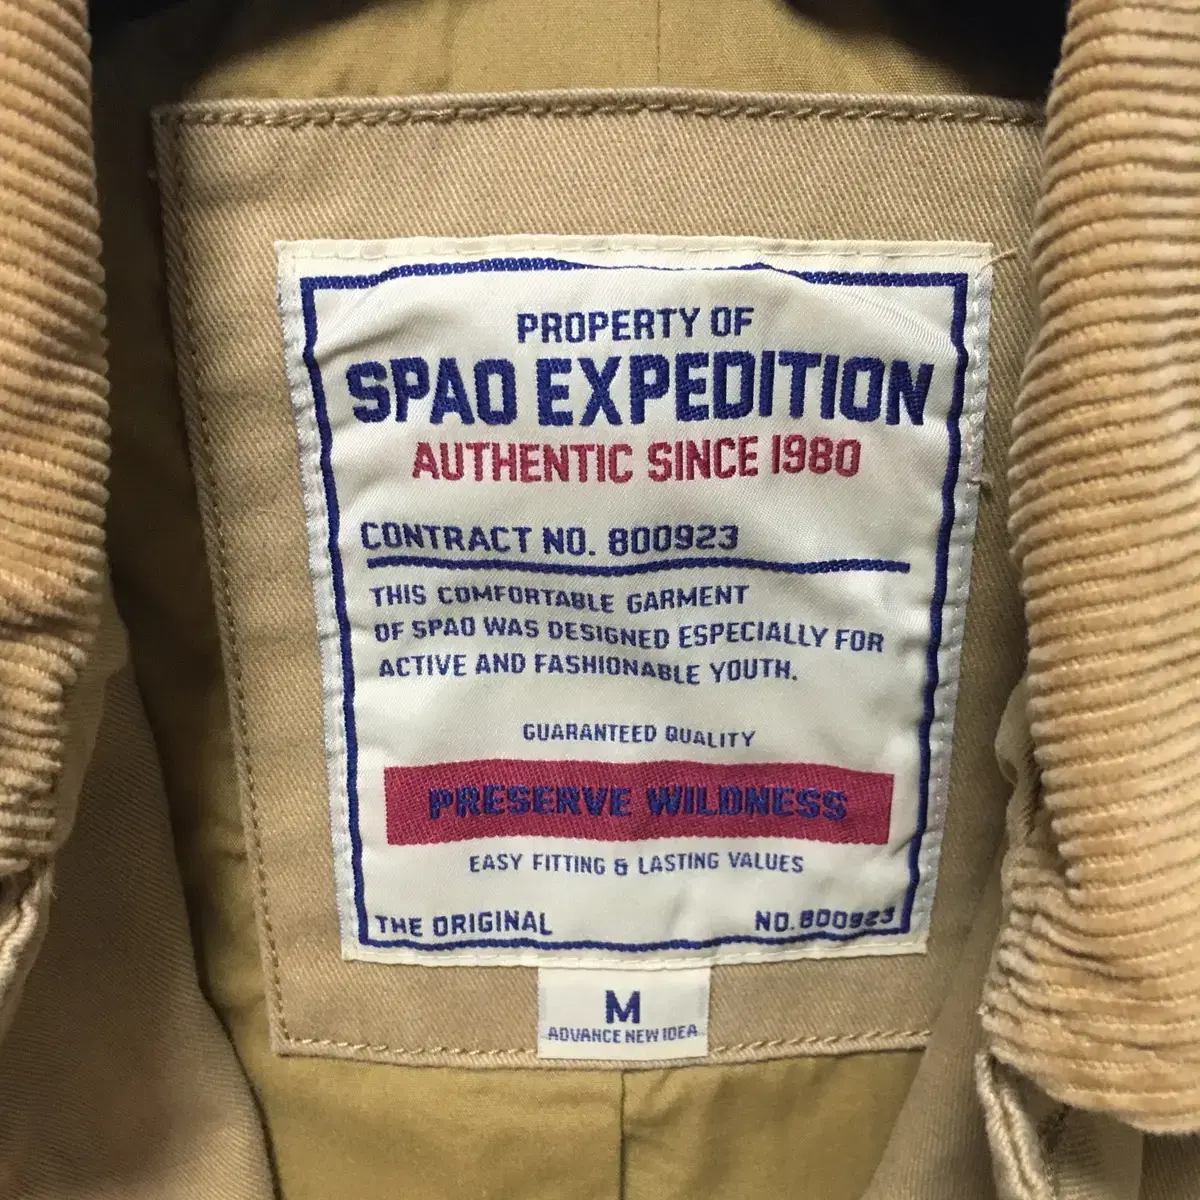 PROPERTY OF
SPAO EXPEDITION
AUTHENTIC SINCE 1980
CONTRACT NO. 800923
THIS COMFORTABLE GARMENT
OF SPAO WAS DESIGNED ESPECIALLY FOR
ACTIVE AND FASHIONABLE YOUTH.
GUARANTEED QUALITY
PRESERVE WILDNESS
EASY FITTING & LASTING VALUES
THE ORIGINAL NO. 800923
M
ADVANCE NEW IDEA